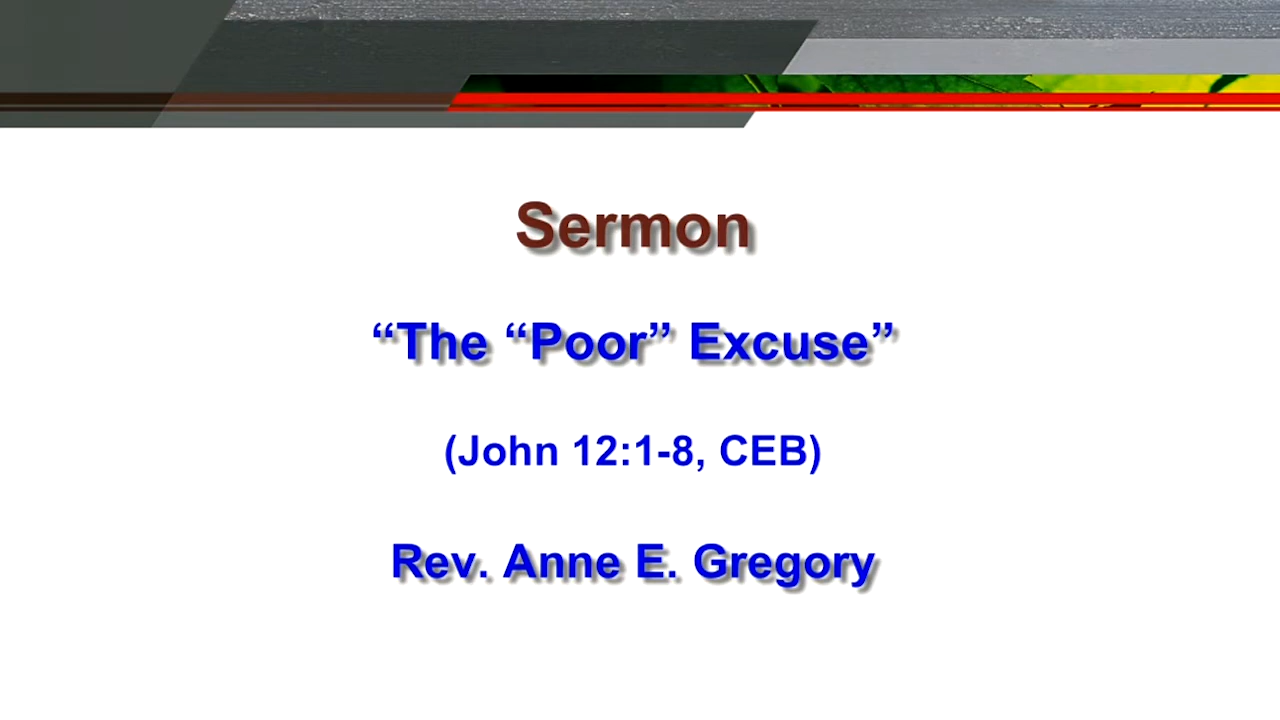 Sermon
“The “Poor” Excuse”
(John 12:1-8, CEB)
Rev. Anne E. Gregory